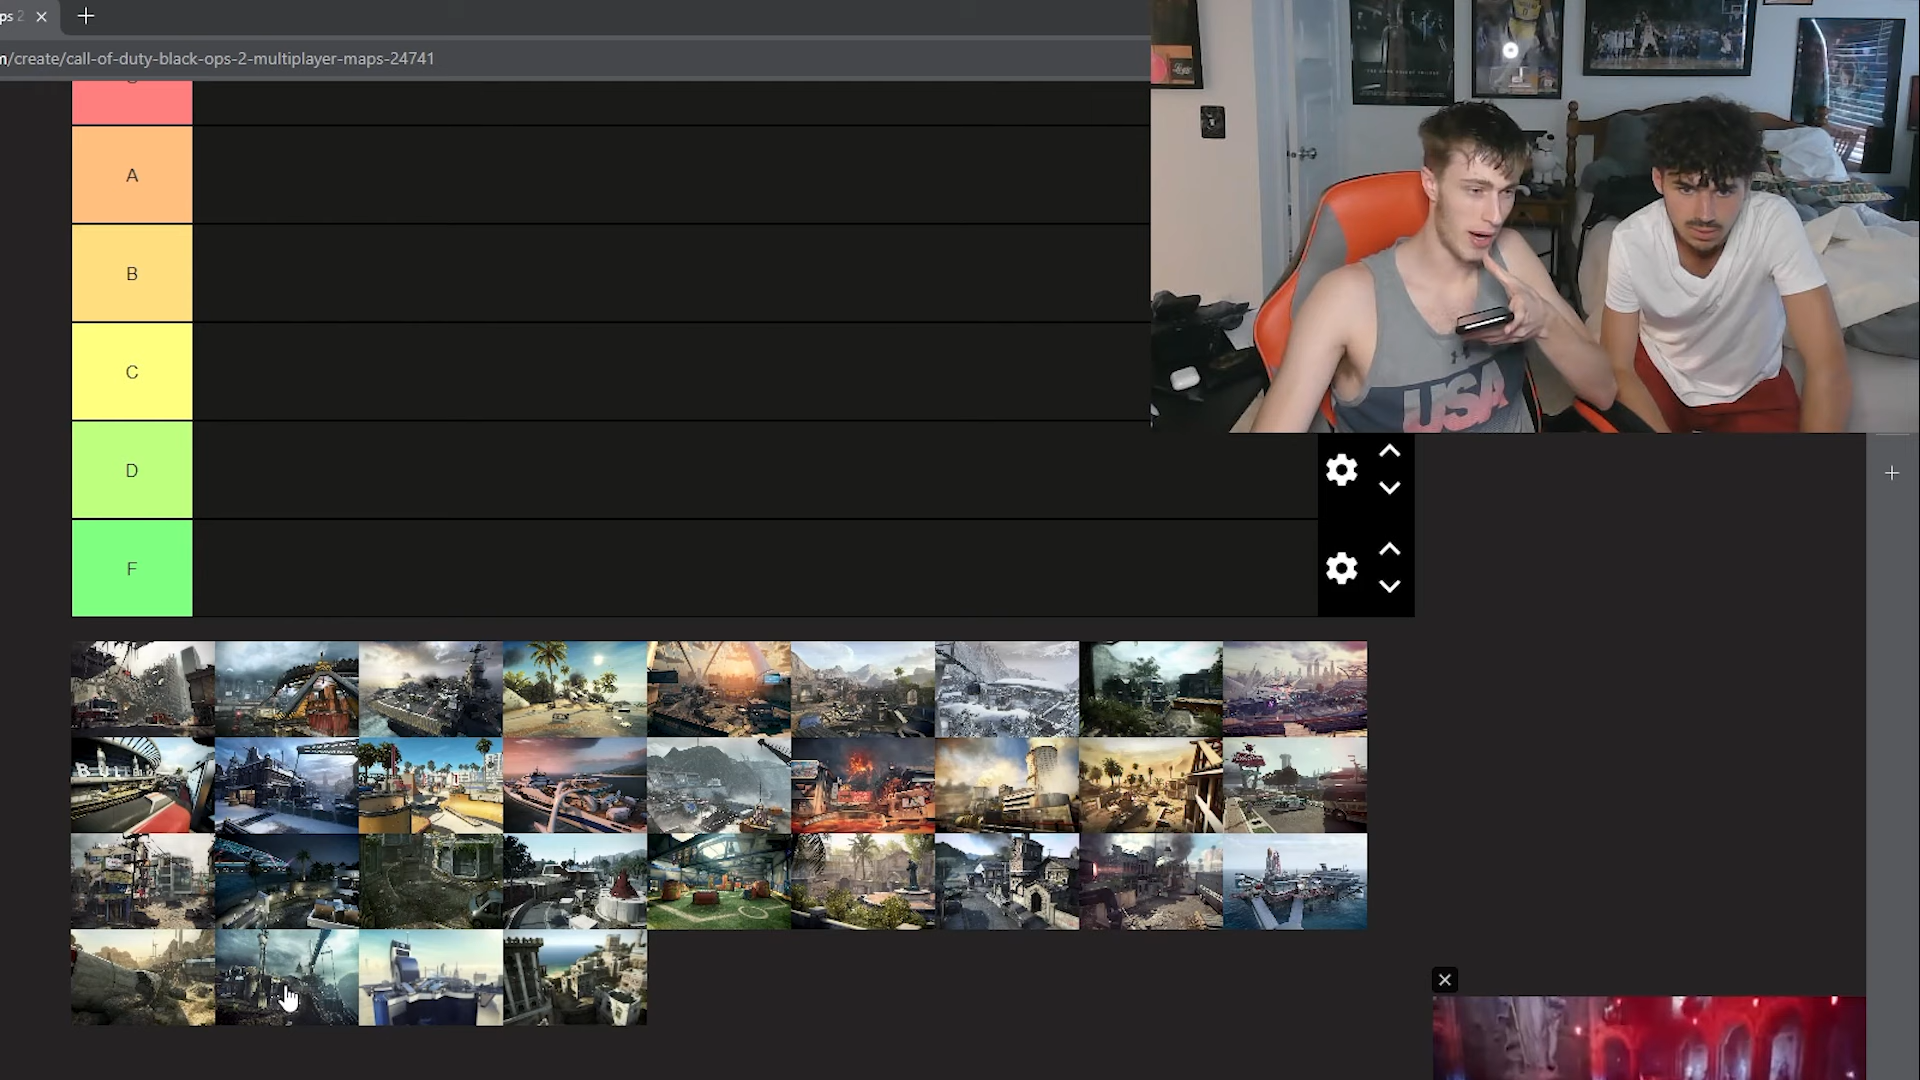 ps 2
/create/call-of-duty-black-ops-2-multiplayer-maps-24741
A
B
C
D
F
USA